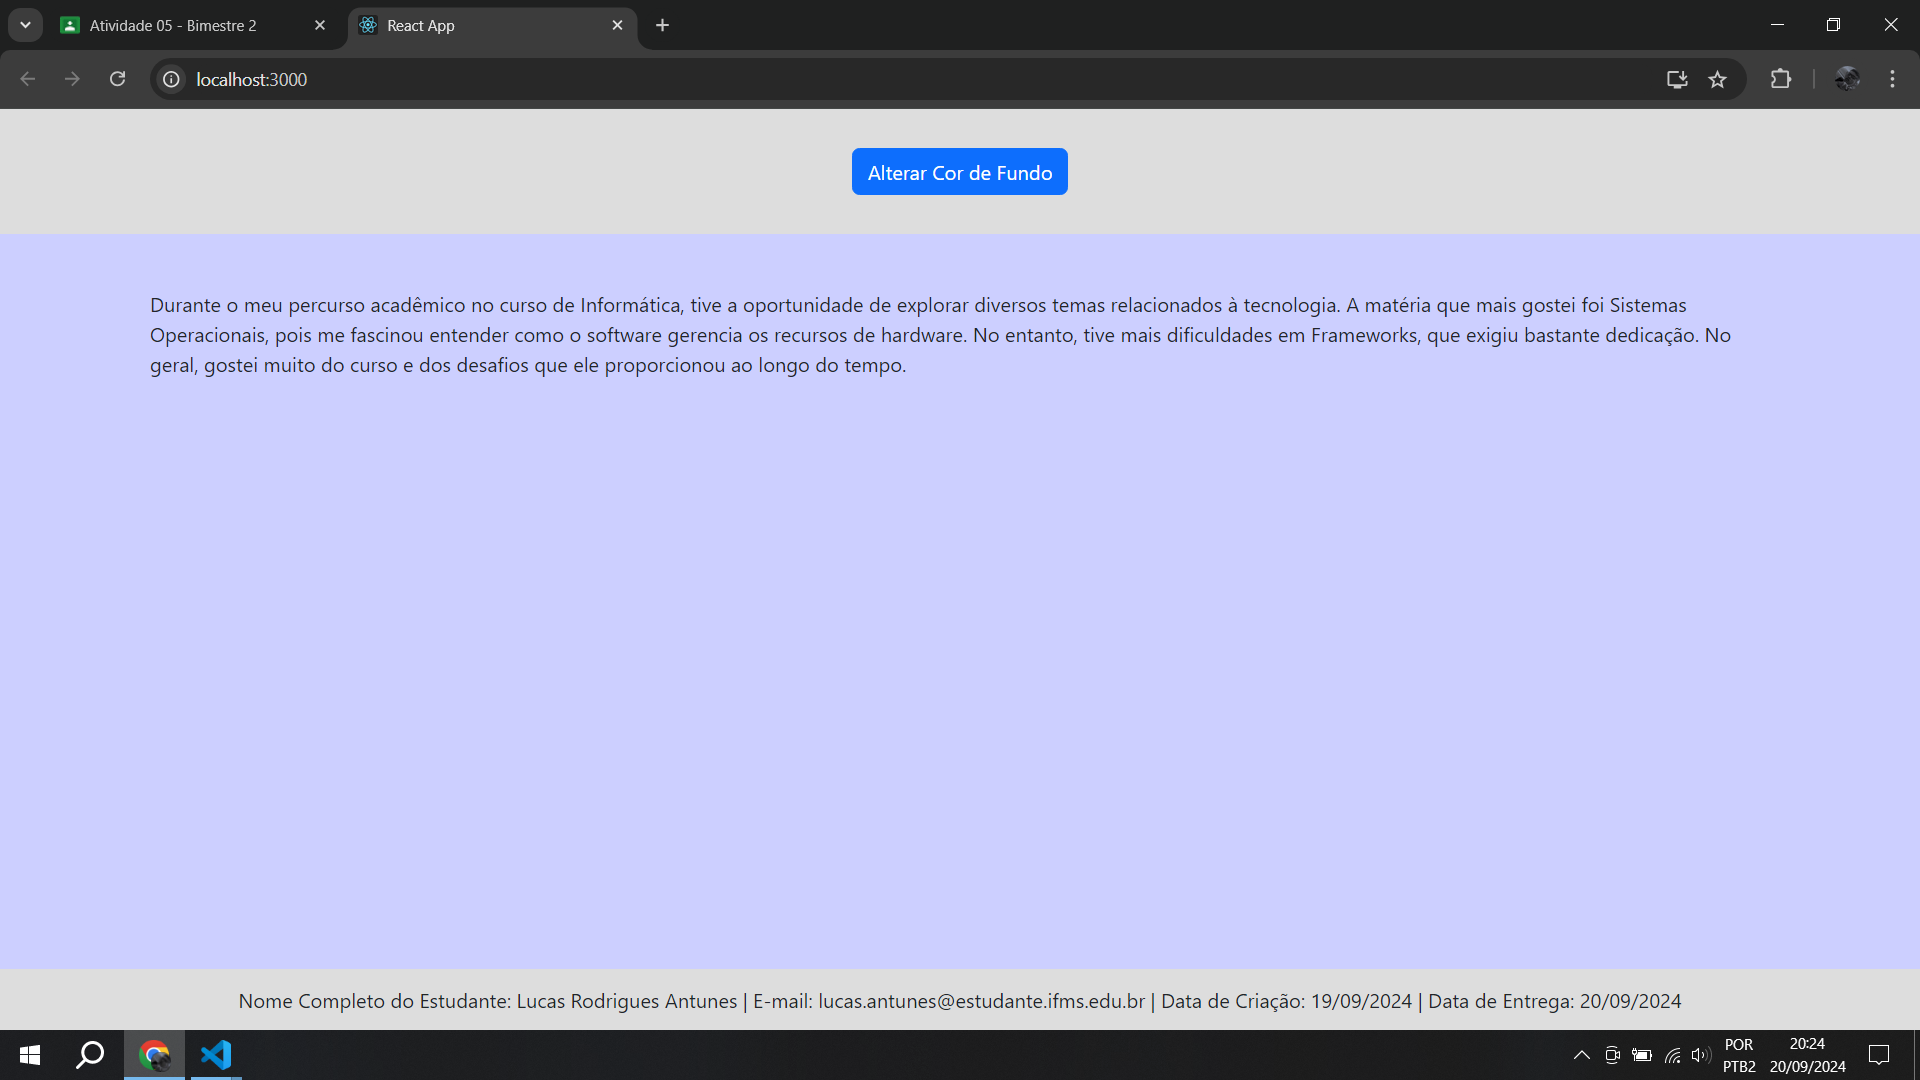 Atividade 05 - Bimestre 2
React App
localhost:3000
Alterar Cor de Fundo
Durante o meu percurso acadêmico no curso de Informática, tive a oportunidade de explorar diversos temas relacionados à tecnologia. A matéria que mais gostei foi Sistemas
Operacionais, pois me fascinou entender como o software gerencia os recursos de hardware. No entanto, tive mais dificuldades em Frameworks, que exigiu bastante dedicação. No
geral, gostei muito do curso e dos desafios que ele proporcionou ao longo do tempo.
Nome Completo do Estudante: Lucas Rodrigues Antunes | E-mail: lucas.antunes@estudante.ifms.edu.br | Data de Criação: 19/09/2024 | Data de Entrega: 20/09/2024
POR
PTB2
20:24
20/09/2024